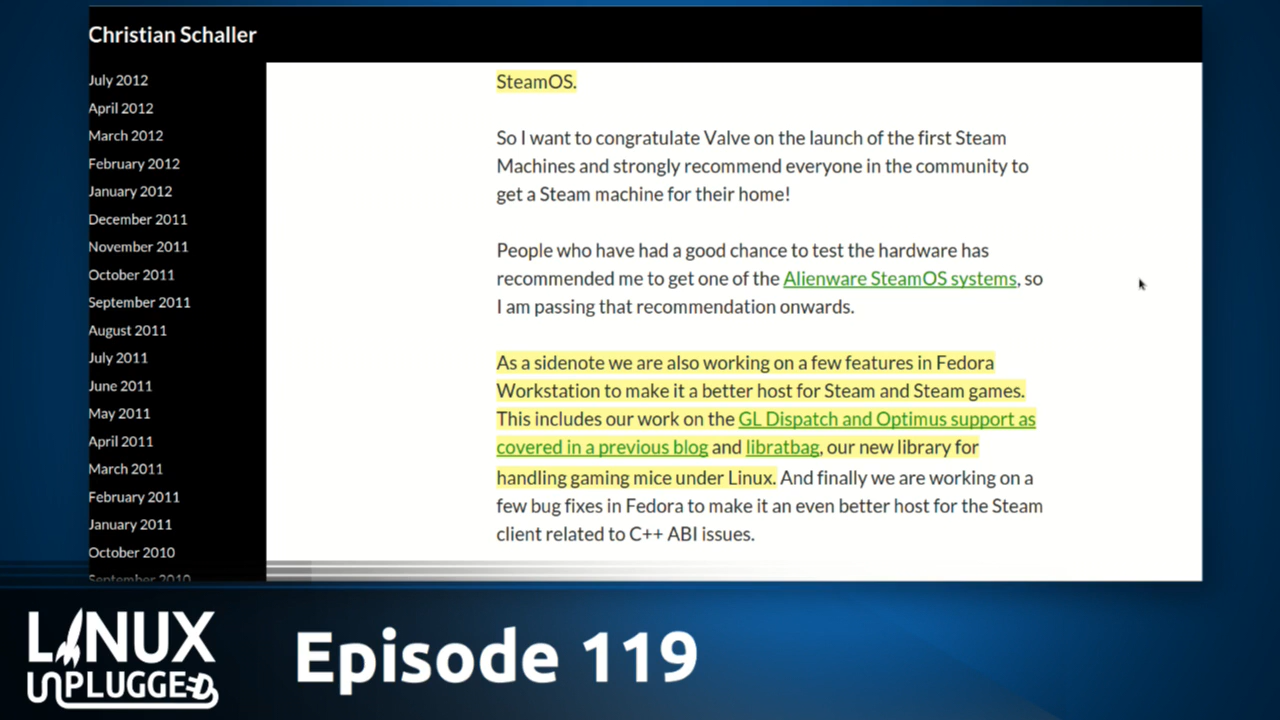 Christian Schaller
July 2012
April 2012
March 2012
February 2012
January 2012
December 2011
November 2011
October 2011
September 2011
August 2011
July 2011
June 2011
May 2011
April 2011
March 2011
February 2011
January 2011
October 2010
September 2010
SteamOS.
So I want to congratulate Valve on the launch of the first Steam
Machines and strongly recommend everyone in the community to
get a Steam machine for their home!
People who have had a good chance to test the hardware has
recommended me to get one of the Alienware SteamOS systems, so
I am passing that recommendation onwards.
As a sidenote we are also working on a few features in Fedora
Workstation to make it a better host for Steam and Steam games.
This includes our work on the GL Dispatch and Optimus support as
covered in a previous blog and libratbag, our new library for
handling gaming mice under Linux. And finally we are working on a
few bug fixes in Fedora to make it an even better host for the Steam
client related to C++ ABI issues.
LINUX
UNPLUGGED
Episode 119